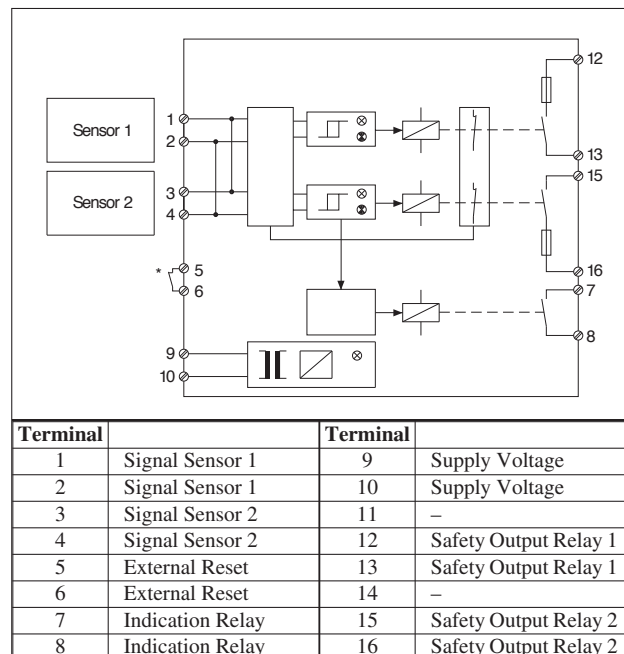 12
Sensor 1
1
2
13
15
Sensor 2
3
4
* 5
6
16
7
8
9
10
Terminal Terminal
1 Signal Sensor 1 9 Supply Voltage
2 Signal Sensor 1 10 Supply Voltage
3 Signal Sensor 2 11 –
4 Signal Sensor 2 12 Safety Output Relay 1
5 External Reset 13 Safety Output Relay 1
6 External Reset 14 –
7 Indication Relay 15 Safety Output Relay 2
8 Indication Relay 16 Safety Output Relay 2